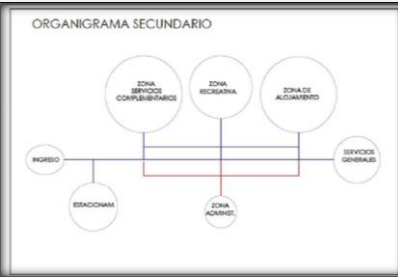 ORGANIGRAMA SECUNDARIO
ZONA
SERVICIOS
COMPLEMENTARIOS
ZONA
RECREATIVA
ZONA DE
ALOJAMIENTO
INGRESO
SERVICIOS
GENERALES
ESTACIONAM.
ZONA
ADMINIST.